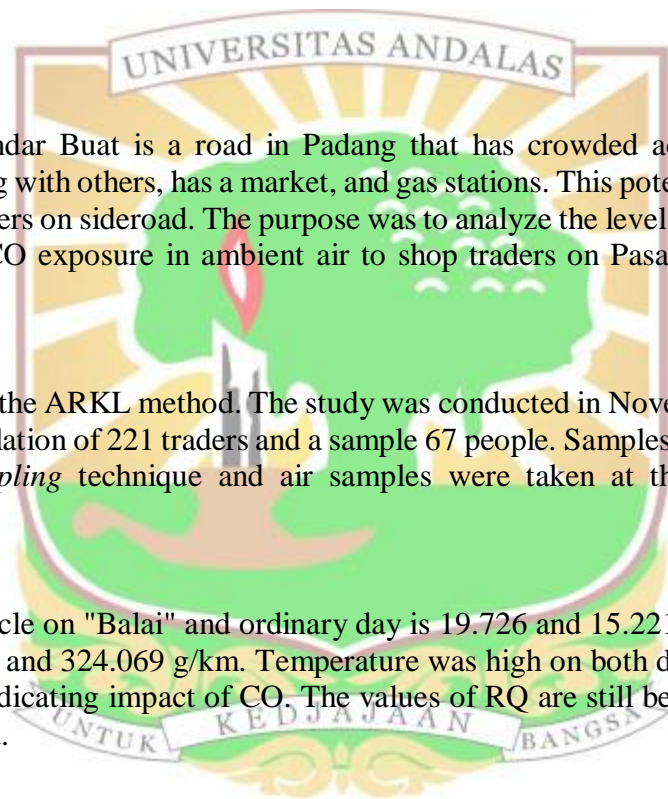 UNIVERSITAS ANDALAS
ndar Buat is a road in Padang that has crowded ac
g with others, has a market, and gas stations. This pote
ers on sideroad. The purpose was to analyze the level
CO exposure in ambient air to shop traders on Pasa
the ARKL method. The study was conducted in Nove
lation of 221 traders and a sample 67 people. Samples
pling technique and air samples were taken at th
cle on "Balai" and ordinary day is 19.726 and 15.221
and 324.069 g/km. Temperature was high on both d
dicating impact of CO. The values of RQ are still be
.
UNTUK KEDJAJAAN BANGSA